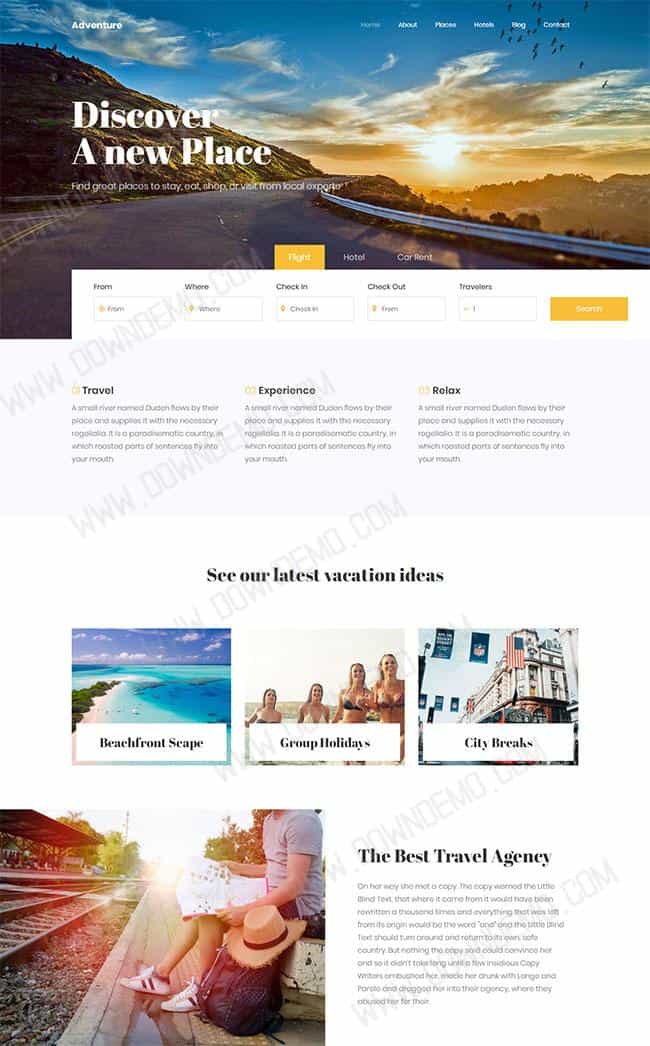 Adventure
Home About Places Hotels Blog Contact
Discover
A new Place
Find great places to stay, eat, shop, or visit from local experts
Flight Hotel Car Rent
From Where Check In Check Out Travelers
From Where Check In From 1 Search
01 Travel
A small river named Duden flows by their
place and supplies it with the necessary
regelialia. It is a paradisematic country, in
which roasted parts of sentences fly into
your mouth.
02 Experience
A small river named Duden flows by their
place and supplies it with the necessary
regelialia. It is a paradisematic country, in
which roasted parts of sentences fly into
your mouth.
03 Relax
A small river named Duden flows by their
place and supplies it with the necessary
regelialia. It is a paradisematic country, in
which roasted parts of sentences fly into
your mouth.
See our latest vacation ideas
Beachfront Scape
Group Holidays
City Breaks
The Best Travel Agency
On her way she met a copy. The copy warned the Little
Blind Text, that where it came from it would have been
rewritten a thousand times and everything that was left
from its origin would be the word "and" and the Little Blind
Text should turn around and return to its own, safe
country. But nothing the copy said could convince her
and so it didn't take long until a few insidious Copy
Writers ambushed her, made her drunk with Longe and
Parole and dragged her into their agency, where they
abused her for their.
WWW.DOWNDEMO.COM
WWW.DOWNDEMO.COM
WWW.DOWNDEMO.COM
WWW.DOWNDEMO.COM
WWW.DOWNDEMO.COM